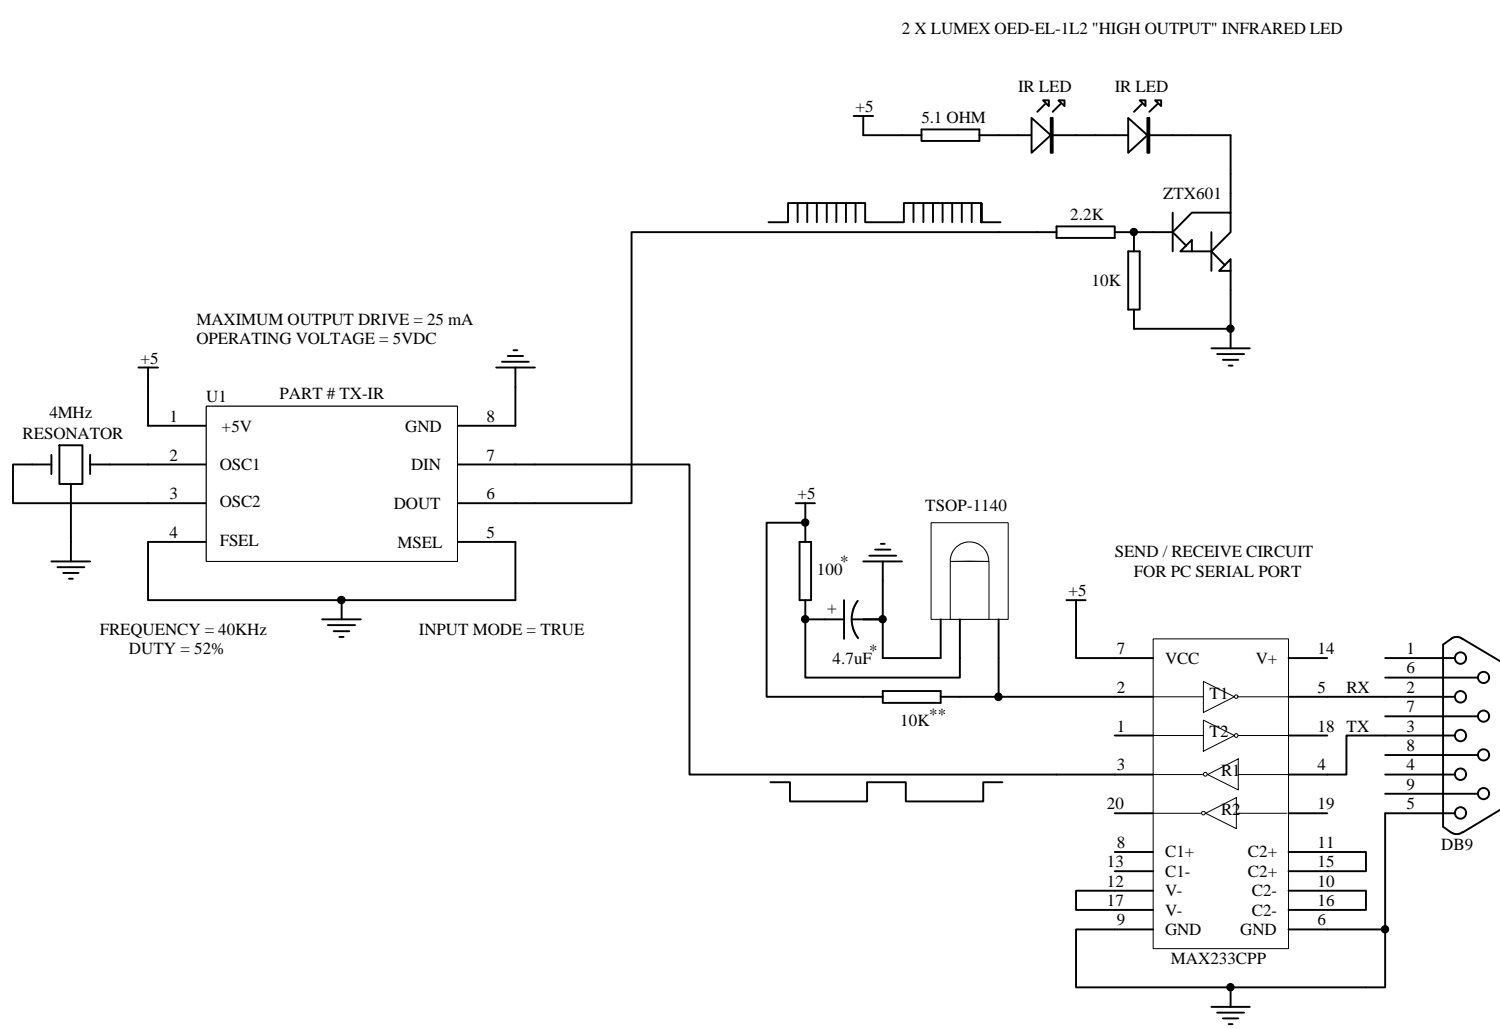 2 X LUMEX OED-EL-1L2 "HIGH OUTPUT" INFRARED LED
IR LED
IR LED
+5
5.1 OHM
ZTX601
2.2K
10K
MAXIMUM OUTPUT DRIVE = 25 mA
OPERATING VOLTAGE = 5VDC
+5
U1
PART # TX-IR
4MHz
RESONATOR
1
+5V
GND
8
2
OSC1
DIN
7
3
OSC2
DOUT
6
4
FSEL
MSEL
5
FREQUENCY = 40KHz
DUTY = 52%
INPUT MODE = TRUE
+5
TSOP-1140
100*
+
4.7uF*
10K**
SEND / RECEIVE CIRCUIT
FOR PC SERIAL PORT
+5
7
VCC
V+
14
2
T1
5
RX
1
T2
18
TX
3
R1
4
20
R2
19
8
C1+
C2+
11
13
C1-
C2+
15
12
V-
C2-
10
17
V-
C2-
16
9
GND
GND
6
MAX233CPP
1
6
2
7
3
8
4
9
5
DB9